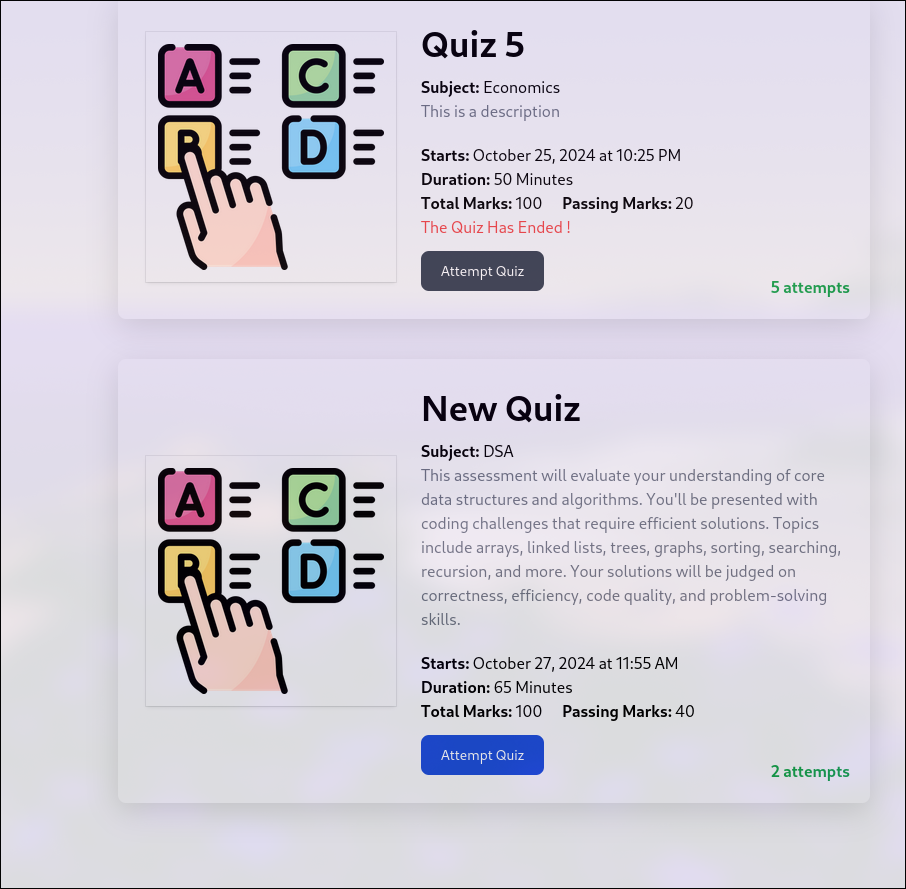 A
C
B
D
Quiz 5
Subject: Economics
This is a description
Starts: October 25, 2024 at 10:25 PM
Duration: 50 Minutes
Total Marks: 100 Passing Marks: 20
The Quiz Has Ended !
Attempt Quiz
5 attempts
A
C
B
D
New Quiz
Subject: DSA
This assessment will evaluate your understanding of core
data structures and algorithms. You'll be presented with
coding challenges that require efficient solutions. Topics
include arrays, linked lists, trees, graphs, sorting, searching,
recursion, and more. Your solutions will be judged on
correctness, efficiency, code quality, and problem-solving
skills.
Starts: October 27, 2024 at 11:55 AM
Duration: 65 Minutes
Total Marks: 100 Passing Marks: 40
Attempt Quiz
2 attempts